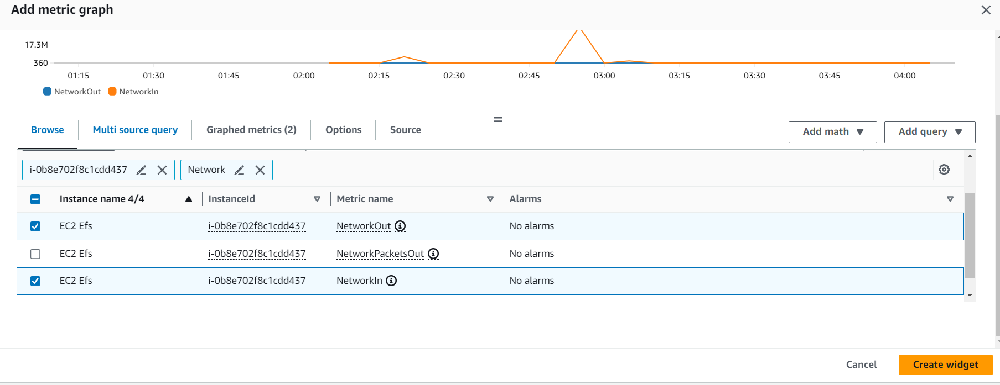 Add metric graph
17.3M
360
01:15 01:30 01:45 02:00 02:15 02:30 02:45 03:00 03:15 03:30 03:45 04:00
NetworkOut NetworkIn
Browse Multi source query Graphed metrics (2) Options Source Add math Add query
i-0b8e702f8c1cdd437 Network
Instance name 4/4 InstanceId Metric name Alarms
EC2 Efs i-0b8e702f8c1cdd437 NetworkOut No alarms
EC2 Efs i-0b8e702f8c1cdd437 NetworkPacketsOut No alarms
EC2 Efs i-0b8e702f8c1cdd437 NetworkIn No alarms
Cancel Create widget